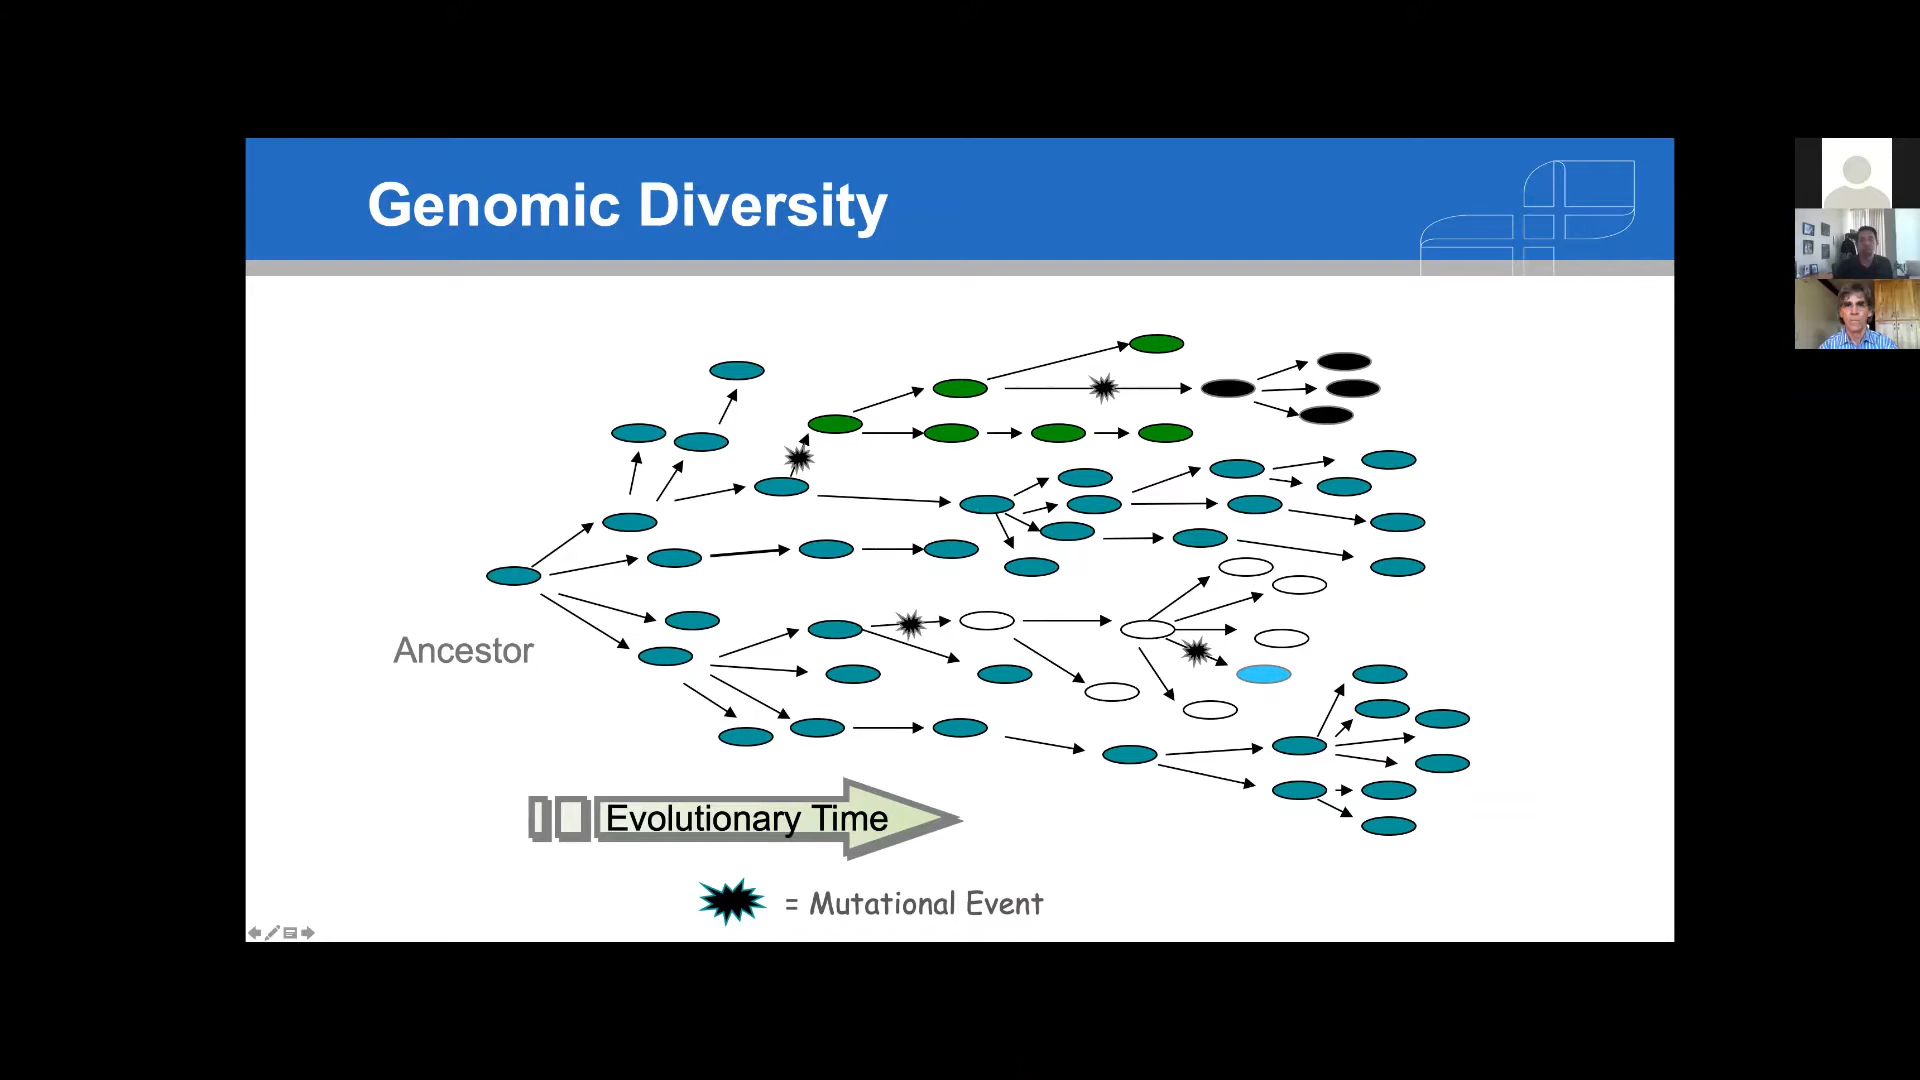 Genomic Diversity
Ancestor
Evolutionary Time
= Mutational Event